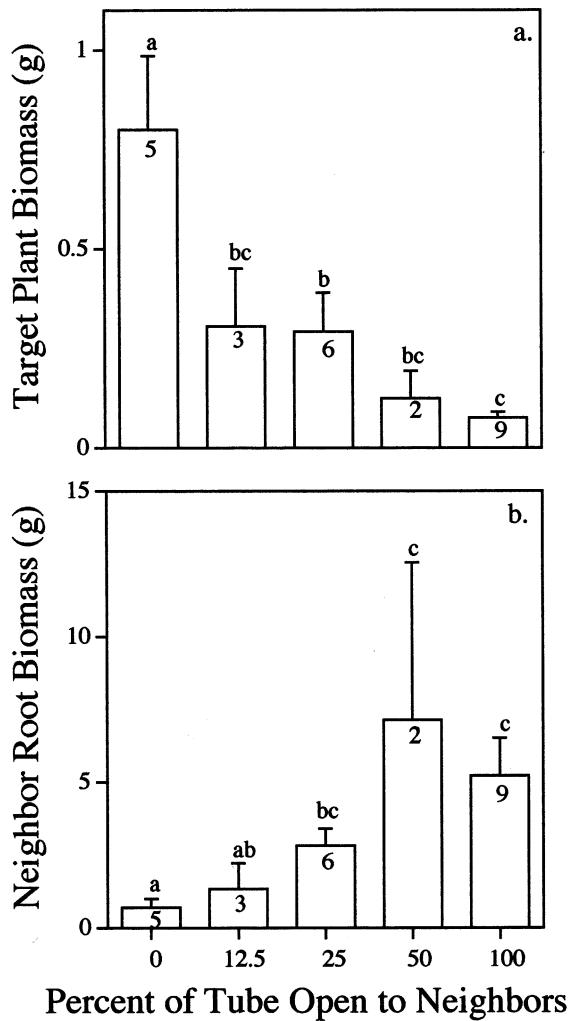 a.
Target Plant Biomass (g)
1
0.5
0
a
bc
b
bc
c
5
3
6
2
9
b.
Neighbor Root Biomass (g)
15
10
5
0
a
ab
bc
c
c
5
3
6
2
9
0 12.5 25 50 100
Percent of Tube Open to Neighbors